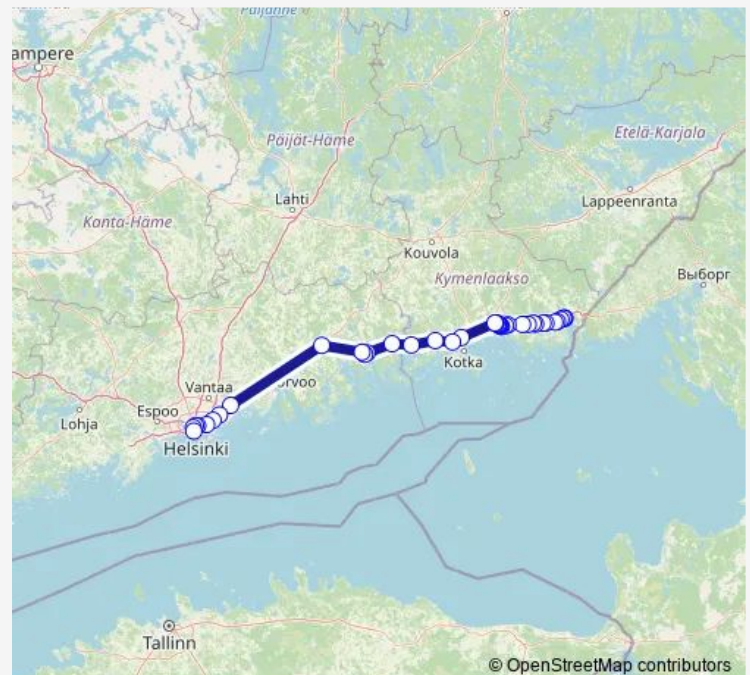 Päijänne
ampere
Päijät-Häme
Etelä-Karjala
Lahti
Lappeenranta
Kanta-Häme
Kouvola
Выборг
Kymenlaakso
Kotka
Vantaa
orvoo
Espoo
Lohja
Helsinki
Tallinn
© OpenStreetMap contributors